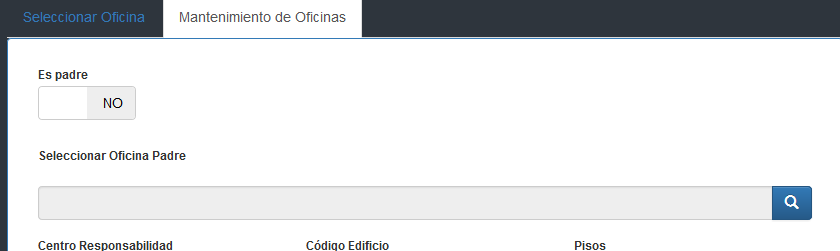 Seleccionar Oficina Mantenimiento de Oficinas
Es padre
NO
Seleccionar Oficina Padre
Centro Responsabilidad Código Edificio Pisos